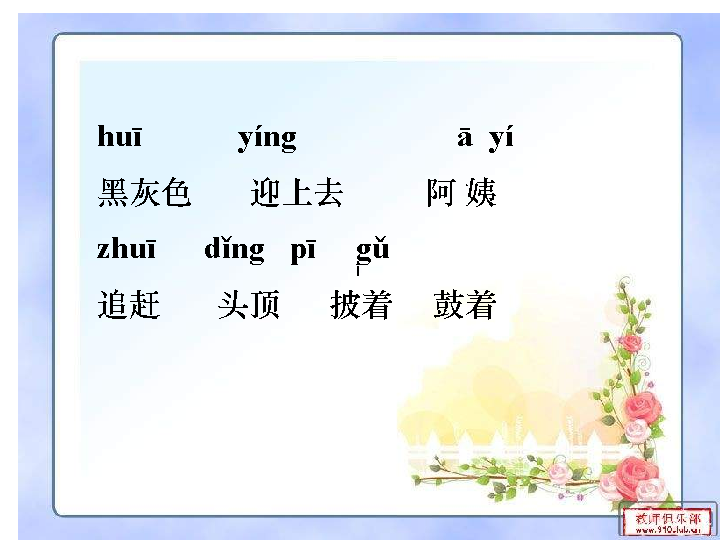 huī yíng ā yí
黑灰色 迎上去 阿 姨
zhuī dǐng pī gǔ
追赶 头顶 披着 鼓着
教师俱乐部
www.910club.cn